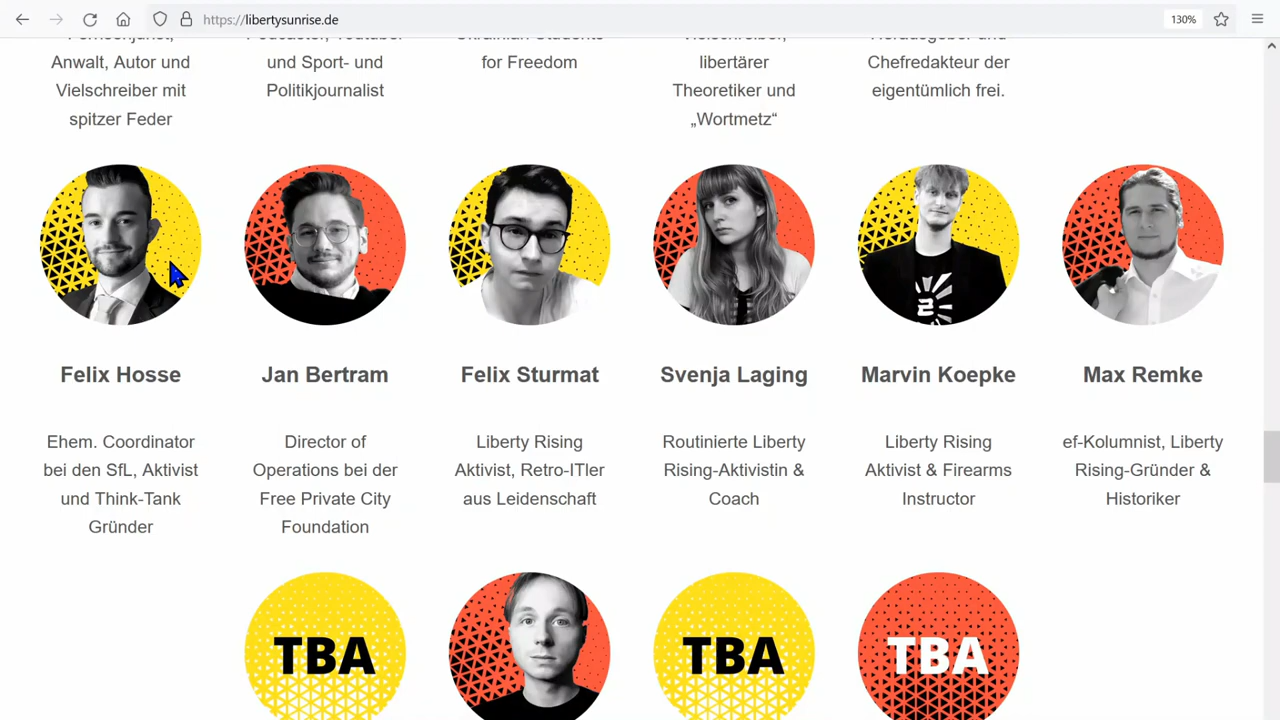 https://libertysunrise.de
130%
Anwalt, Autor und
Vielschreiber mit
spitzer Feder
und Sport- und
Politikjournalist
for Freedom
libertärer
Theoretiker und
„Wortmetz“
Chefredakteur der
eigentümlich frei.
Felix Hosse
Jan Bertram
Felix Sturmat
Svenja Laging
Marvin Koepke
Max Remke
Ehem. Coordinator
bei den SfL, Aktivist
und Think-Tank
Gründer
Director of
Operations bei der
Free Private City
Foundation
Liberty Rising
Aktivist, Retro-ITler
aus Leidenschaft
Routinierte Liberty
Rising-Aktivistin &
Coach
Liberty Rising
Aktivist & Firearms
Instructor
ef-Kolumnist, Liberty
Rising-Gründer &
Historiker
TBA
TBA
TBA